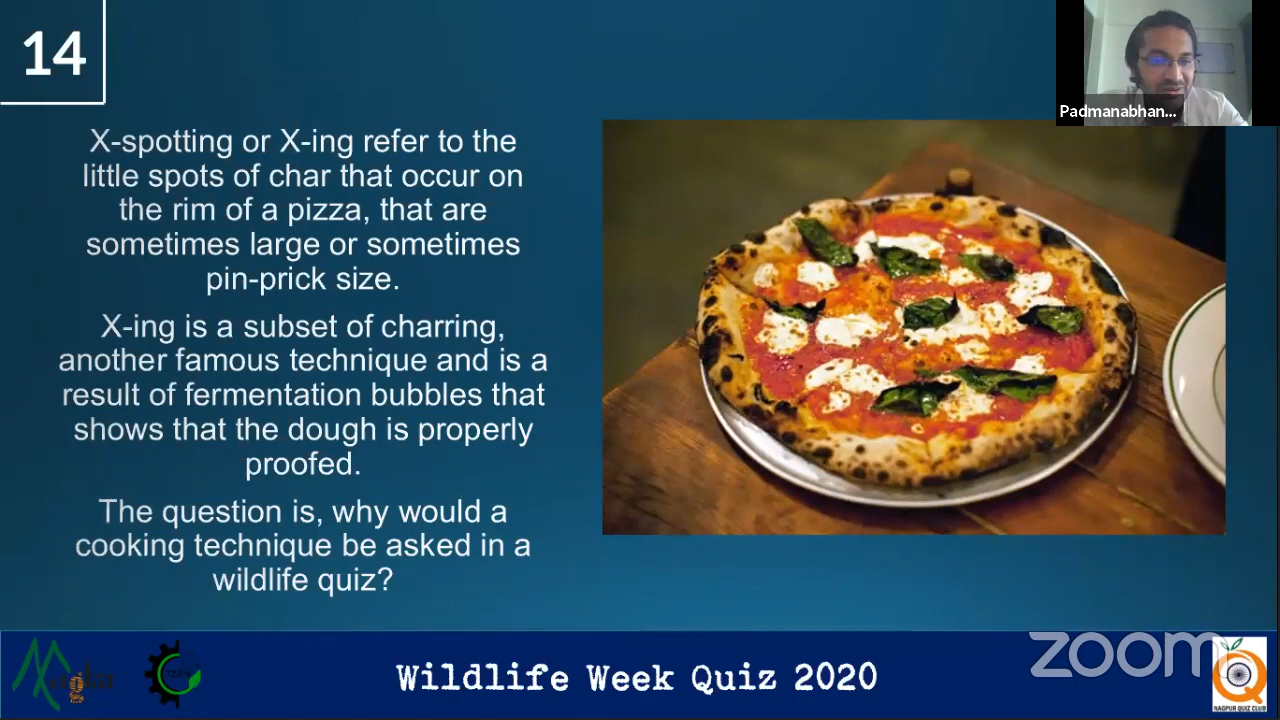 14
Padmanabhan...
X-spotting or X-ing refer to the
little spots of char that occur on
the rim of a pizza, that are
sometimes large or sometimes
pin-prick size.
X-ing is a subset of charring,
another famous technique and is a
result of fermentation bubbles that
shows that the dough is properly
proofed.
The question is, why would a
cooking technique be asked in a
wildlife quiz?
Wildlife Week Quiz 2020
zoom
NAGPUR QUIZ CLUB